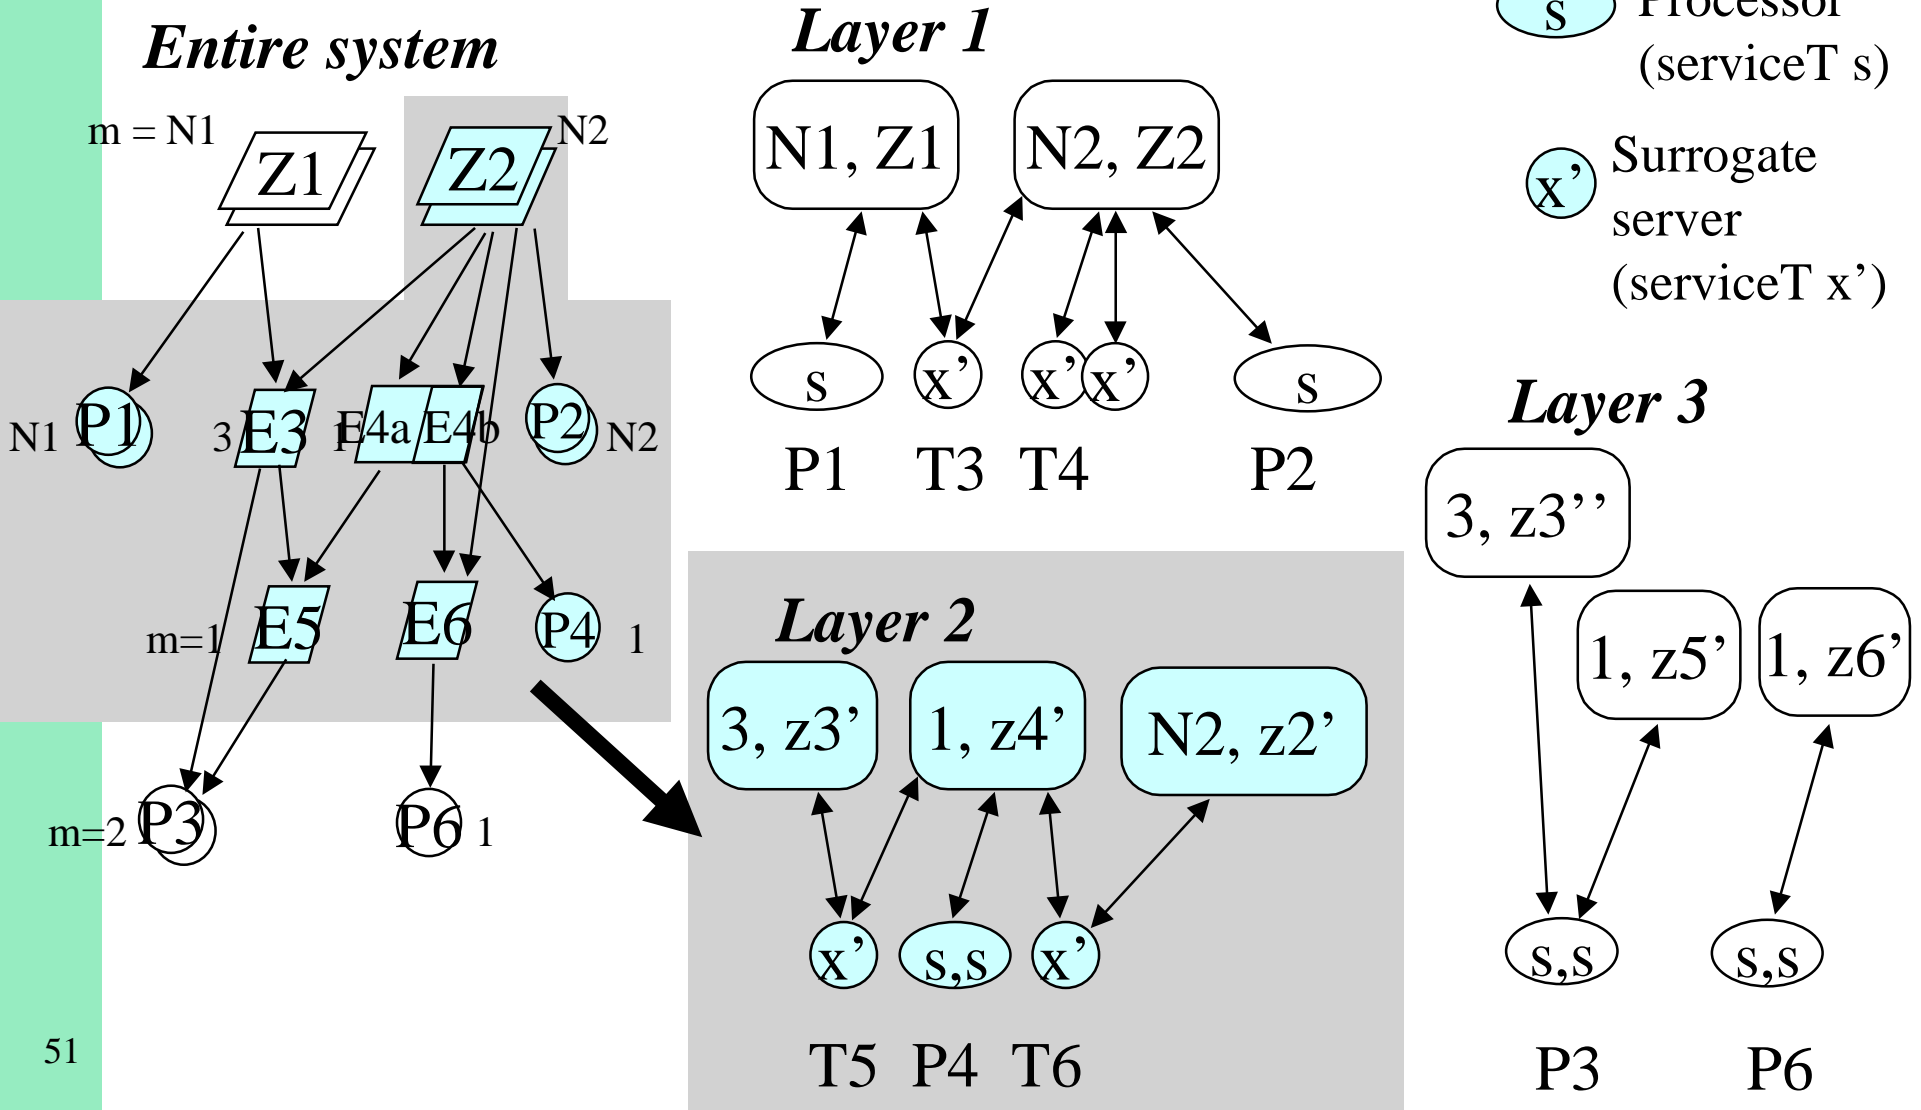 Entire system
m = N1
Z1
Z2
N2
N1
P1
3
E3
1
E4a
E4b
P2
N2
m=1
E5
E6
P4
1
m=2
P3
P6
1
51
Layer 1
N1, Z1
N2, Z2
s
x’
x’
x’
s
P1
T3
T4
P2
s
Processor
(serviceT s)
x’
Surrogate
server
(serviceT x’)
Layer 2
3, z3’
1, z4’
N2, z2’
x’
s,s
x’
T5
P4
T6
Layer 3
3, z3’’
1, z5’
1, z6’
s,s
s,s
P3
P6